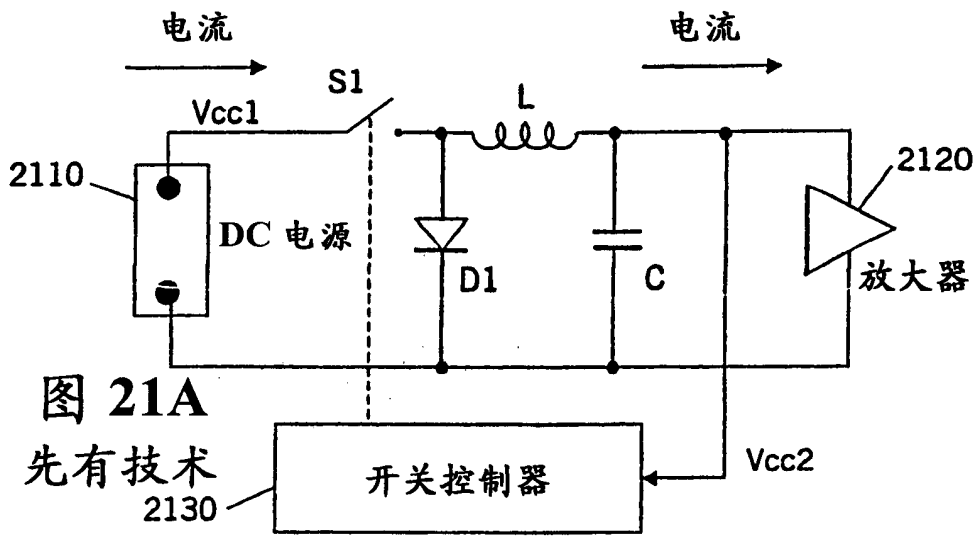 电流
电流
S1
L
Vcc1
2110
2120
DC 电源
D1
C
放大器
图 21A
先有技术
开关控制器
Vcc2
2130